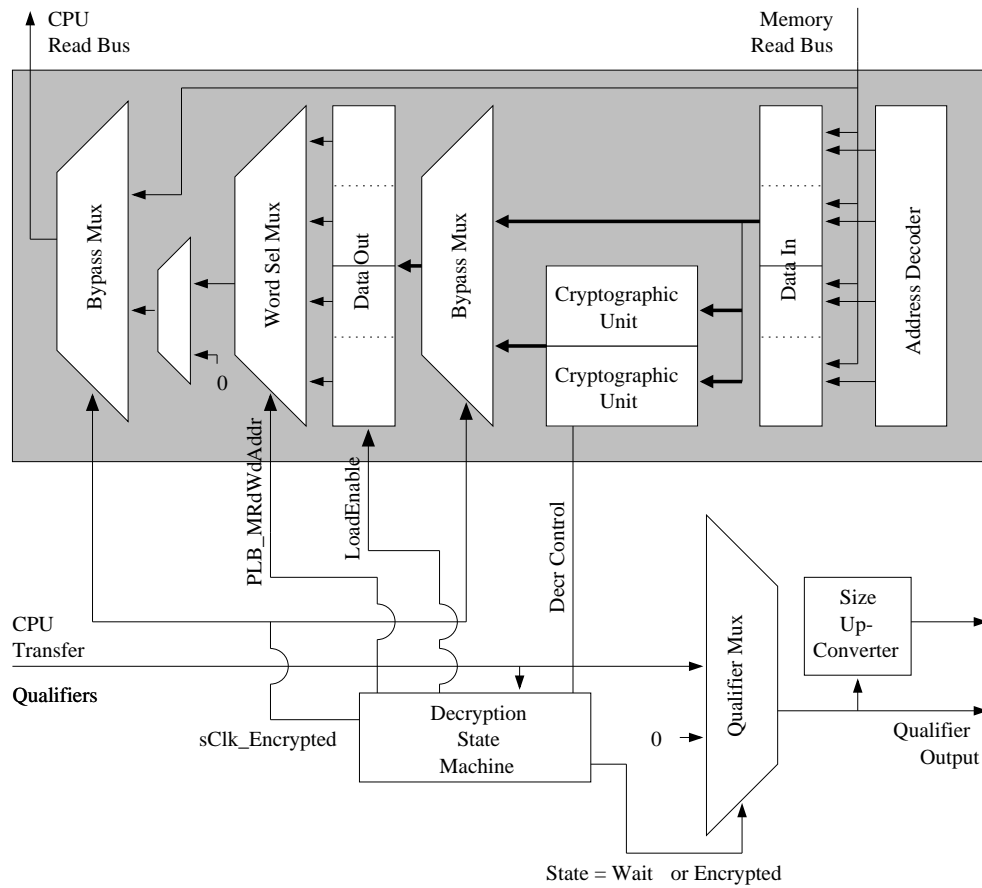 CPU
Read Bus
Memory
Read Bus
Bypass Mux
Word Sel Mux
Data Out
Bypass Mux
Cryptographic
Unit
Cryptographic
Unit
Data In
Address Decoder
0
PLB_MRdWdAddr
LoadEnable
Decr Control
CPU
Transfer
Qualifiers
sClk_Encrypted
Decryption
State
Machine
Qualifier Mux
0
Size
Up-
Converter
Qualifier
Output
State = Wait or Encrypted